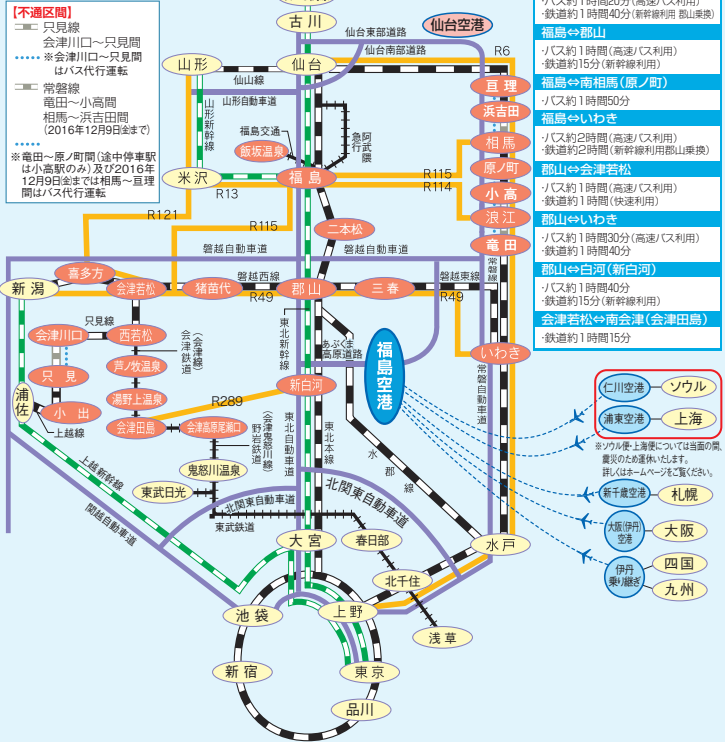 【不通区間】
只見線
会津川口～只見間
※会津川口～只見間
はバス代行運転
常磐線
竜田～小高間
相馬～浜吉田間
(2016年12月9日㊎まで)
※竜田～原ノ町間(途中停車駅
は小高駅のみ)及び2016年
12月9日㊎までは相馬～亘理
間はバス代行運転
古川
仙台空港
仙台東部道路
仙台南部道路
R6
山形
仙台
仙山線
山形自動車道
山形新幹線
福島交通
飯坂温泉
阿武隈
急行
亘理
浜吉田
相馬
原ノ町
小高
浪江
竜田
米沢
福島
R13
R115
R114
R121
R115
二本松
磐越自動車道
磐越自動車道
常磐線
喜多方
新潟
会津若松
猪苗代
磐越西線
R49
郡山
三春
磐越東線
R49
只見線
会津川口
西若松
(会津線)
会津鉄道
東北新幹線
あぶくま
高原道路
福島空港
いわき
只見
芦ノ牧温泉
湯野上温泉
新白河
常磐自動車道
浦佐
小出
上越線
会津田島
R289
会津高原尾瀬口
(会津鬼怒川線)
野岩鉄道
東北自動車道
東北本線
水郡線
上越新幹線
鬼怒川温泉
東武日光
北関東自動車道
北関東自動車道
関越自動車道
東武鉄道
大宮
春日部
水戸
北千住
池袋
上野
浅草
新宿
東京
品川
･バス約1時間20分(高速バス利用)
･鉄道約1時間40分(新幹線利用 郡山乗換)
福島⇔郡山
･バス約1時間(高速バス利用)
･鉄道約15分(新幹線利用)
福島⇔南相馬(原ノ町)
･バス約1時間50分
福島⇔いわき
･バス約2時間(高速バス利用)
･鉄道約2時間(新幹線利用郡山乗換)
郡山⇔会津若松
･バス約1時間(高速バス利用)
･鉄道約1時間(快速利用)
郡山⇔いわき
･バス約1時間30分(高速バス利用)
･鉄道約1時間30分
郡山⇔白河(新白河)
･バス約1時間40分
･鉄道約15分(新幹線利用)
会津若松⇔南会津(会津田島)
･鉄道約1時間15分
仁川空港
ソウル
浦東空港
上海
※ソウル便・上海便については当面の間、
震災のため運休いたします。
詳しくはホームページをご覧ください。
新千歳空港
札幌
大阪(伊丹)
空港
大阪
伊丹
乗り継ぎ
四国
九州